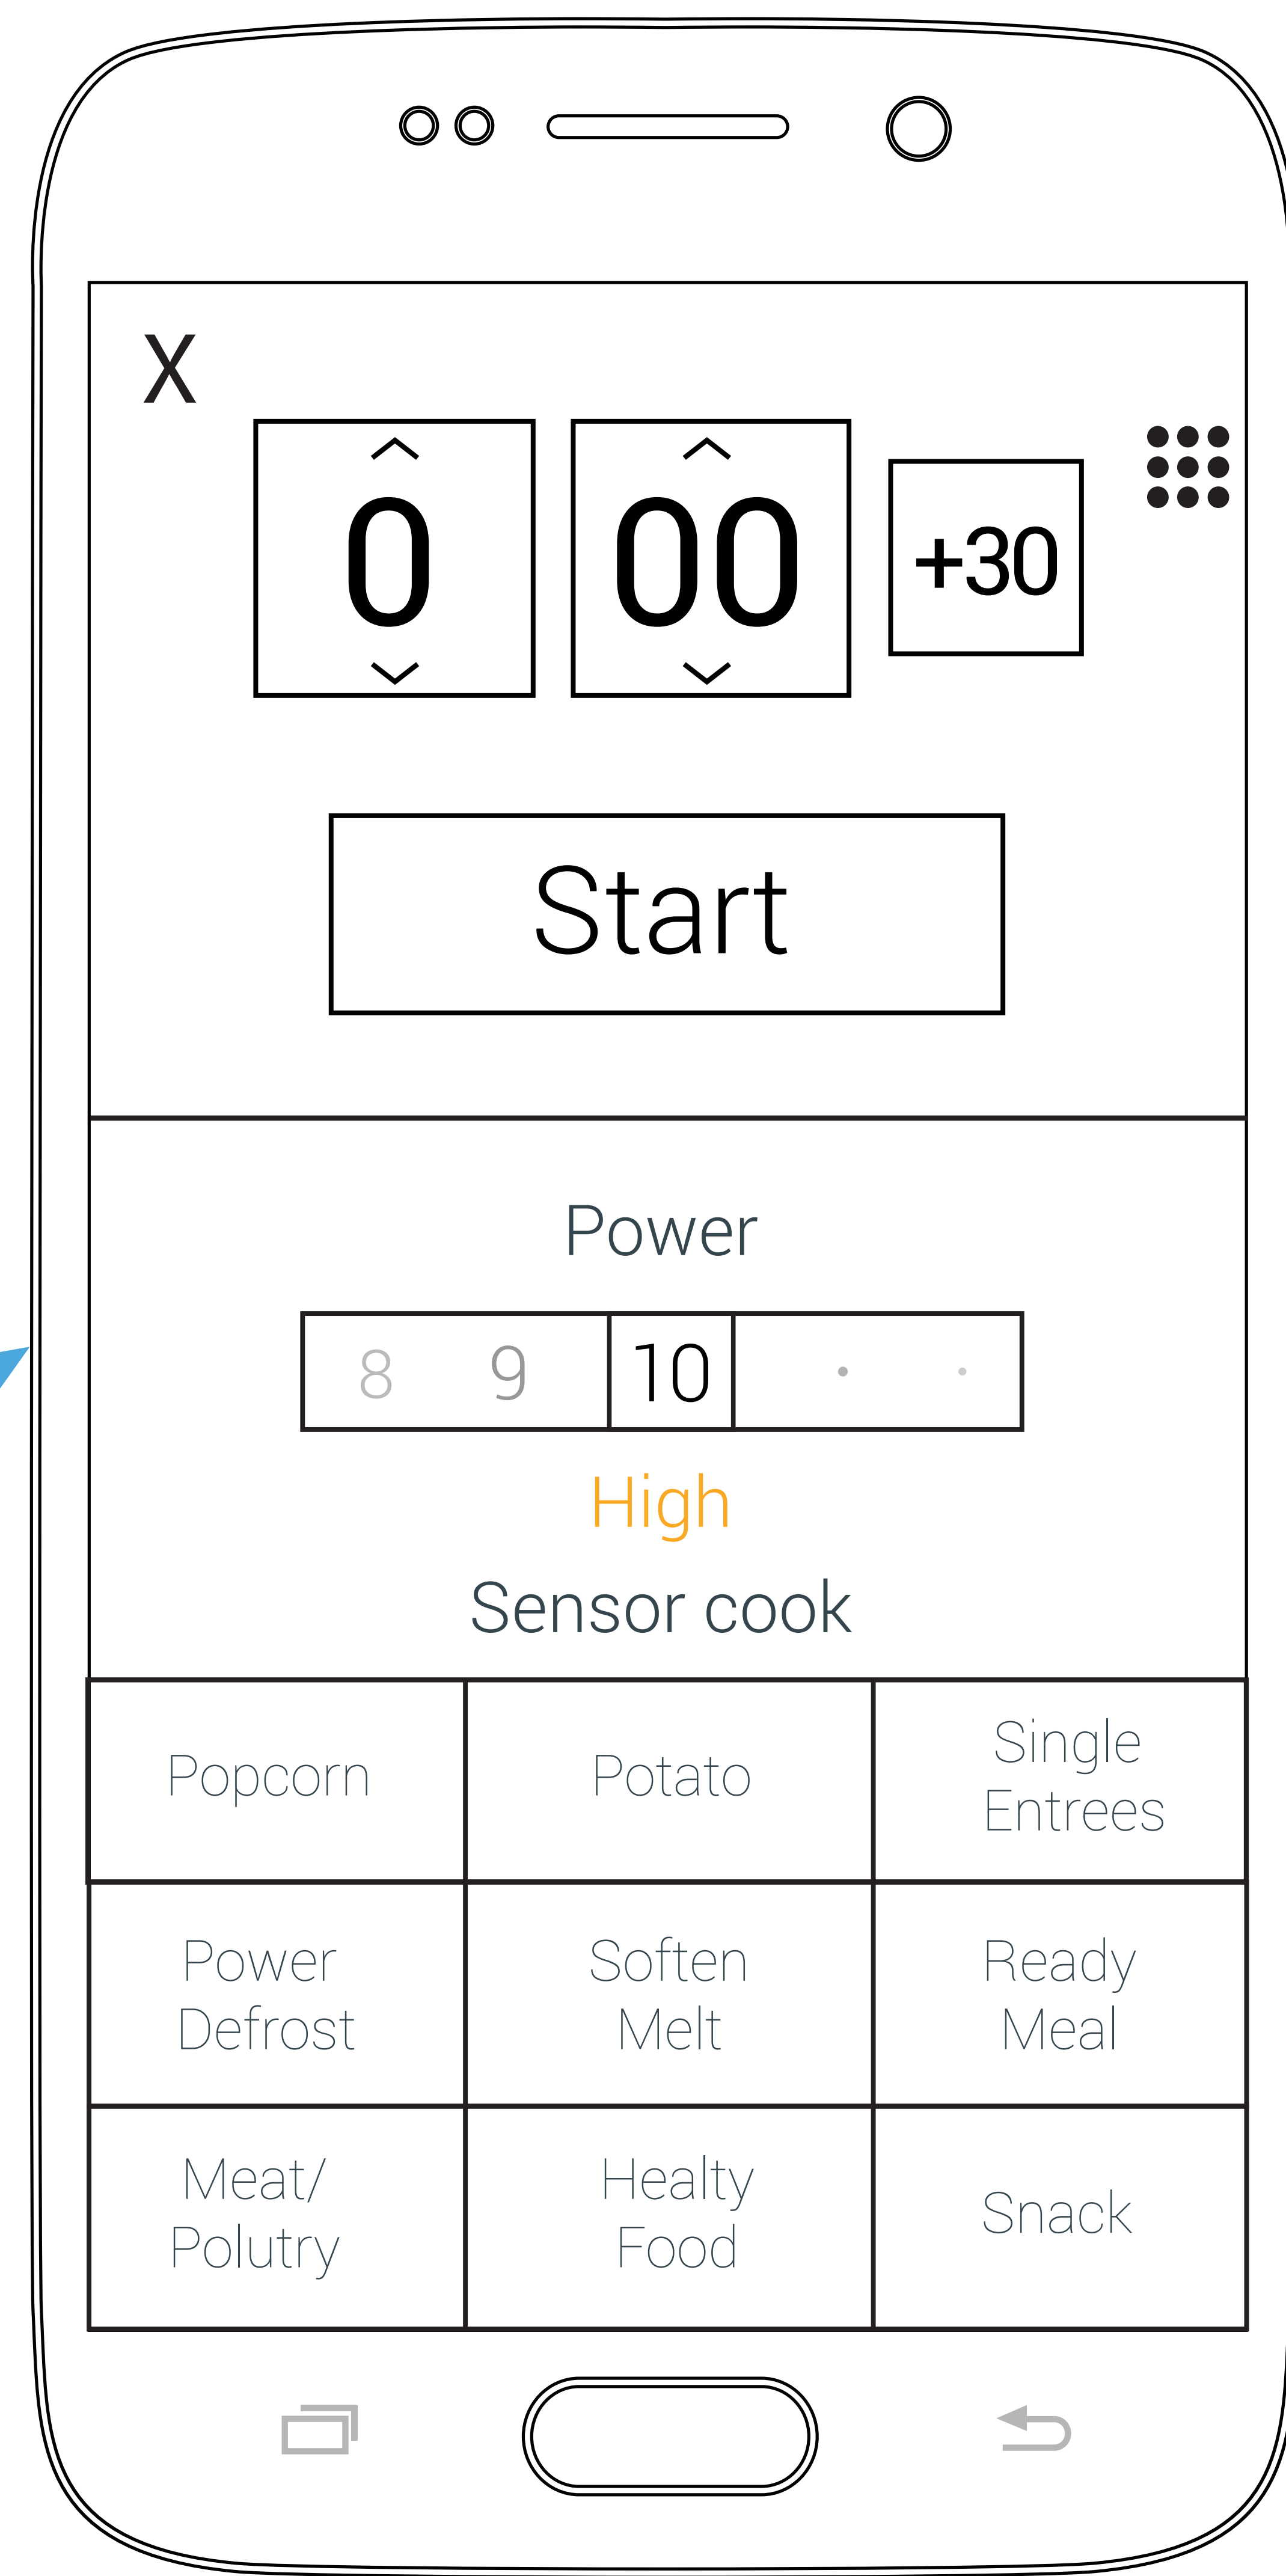 X
0 00 +30
Start
Power
8 9 10
High
Sensor cook
Popcorn
Potato
Single
Entrees
Power
Defrost
Soften
Melt
Ready
Meal
Meat/
Polutry
Healty
Food
Snack